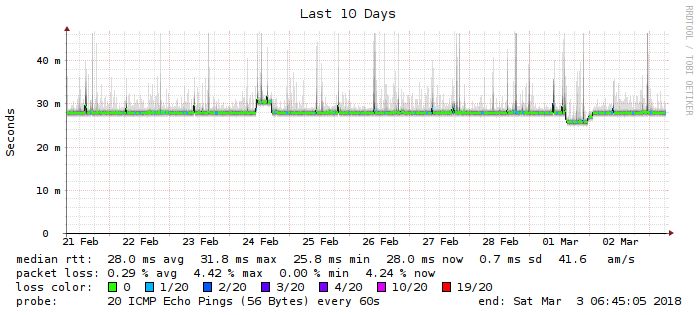 Last 10 Days
RRDTOOL / TOBI OETIKER
Seconds
40 m
30 m
20 m
10 m
0
21 Feb 22 Feb 23 Feb 24 Feb 25 Feb 26 Feb 27 Feb 28 Feb 01 Mar 02 Mar
median rtt: 28.0 ms avg 31.8 ms max 25.8 ms min 28.0 ms now 0.7 ms sd 41.6 am/s
packet loss: 0.29 % avg 4.42 % max 0.00 % min 4.24 % now
loss color: 0 1/20 2/20 3/20 4/20 10/20 19/20
probe: 20 ICMP Echo Pings (56 Bytes) every 60s end: Sat Mar 3 06:45:05 2018